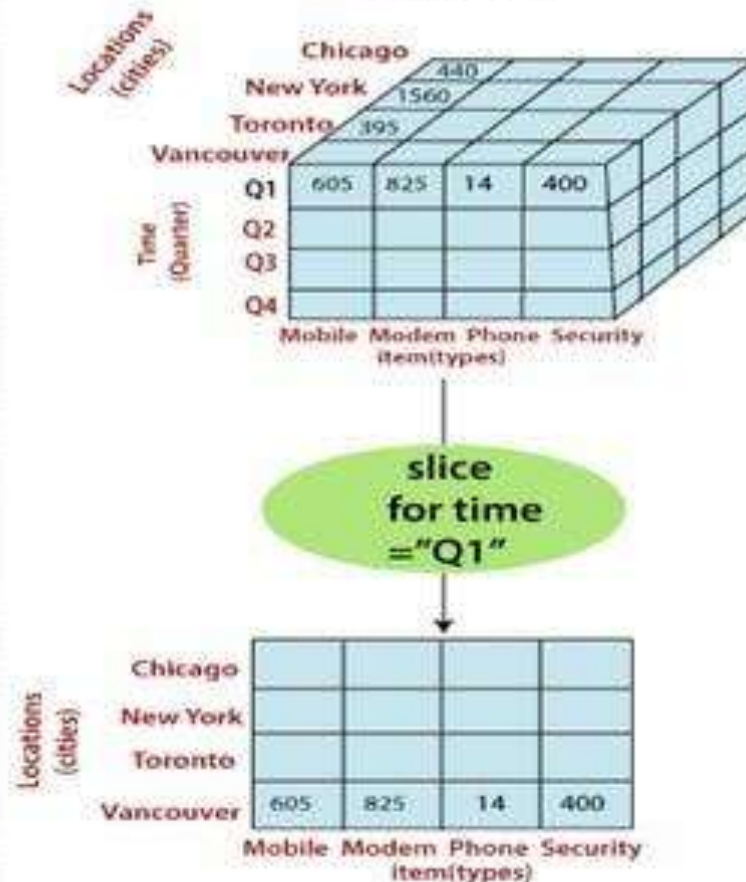 Locations
(cities)
Chicago
440
New York
1560
Toronto
395
Vancouver
Time
(Quarter)
Q1 605 825 14 400
Q2
Q3
Q4
Mobile Modem Phone Security
item(types)
slice
for time
="Q1"
Locations
(cities)
Chicago
New York
Toronto
Vancouver 605 825 14 400
Mobile Modem Phone Security
item(types)